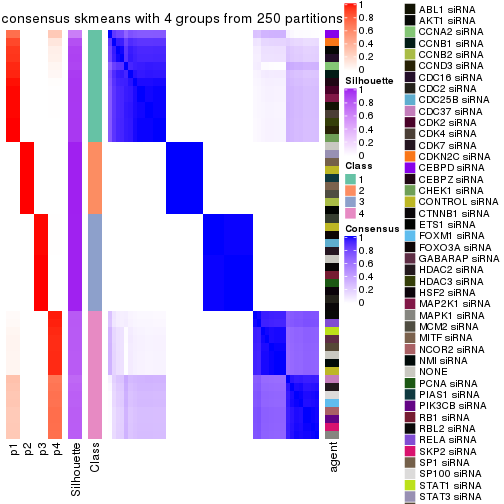 consensus skmeans with 4 groups from 250 partitions
1
0.8
0.6
0.4
0.2
0
Silhouette
1
0.8
0.6
0.4
0.2
0
Class
1
2
3
4
Consensus
1
0.8
0.6
0.4
0.2
0
p1
p2
p3
p4
Silhouette
Class
agent
ABL1 siRNA
AKT1 siRNA
CCNA2 siRNA
CCNB1 siRNA
CCNB2 siRNA
CCND3 siRNA
CDC16 siRNA
CDC2 siRNA
CDC25B siRNA
CDC37 siRNA
CDK2 siRNA
CDK4 siRNA
CDK7 siRNA
CDKN2C siRNA
CEBPD siRNA
CEBPZ siRNA
CHEK1 siRNA
CONTROL siRNA
CTNNB1 siRNA
ETS1 siRNA
FOXM1 siRNA
FOXO3A siRNA
GABARAP siRNA
HDAC2 siRNA
HDAC3 siRNA
HSF2 siRNA
MAP2K1 siRNA
MAPK1 siRNA
MCM2 siRNA
MITF siRNA
NCOR2 siRNA
NMI siRNA
NONE
PCNA siRNA
PIAS1 siRNA
PIK3CB siRNA
RB1 siRNA
RBL2 siRNA
RELA siRNA
SKP2 siRNA
SP1 siRNA
SP100 siRNA
STAT1 siRNA
STAT3 siRNA